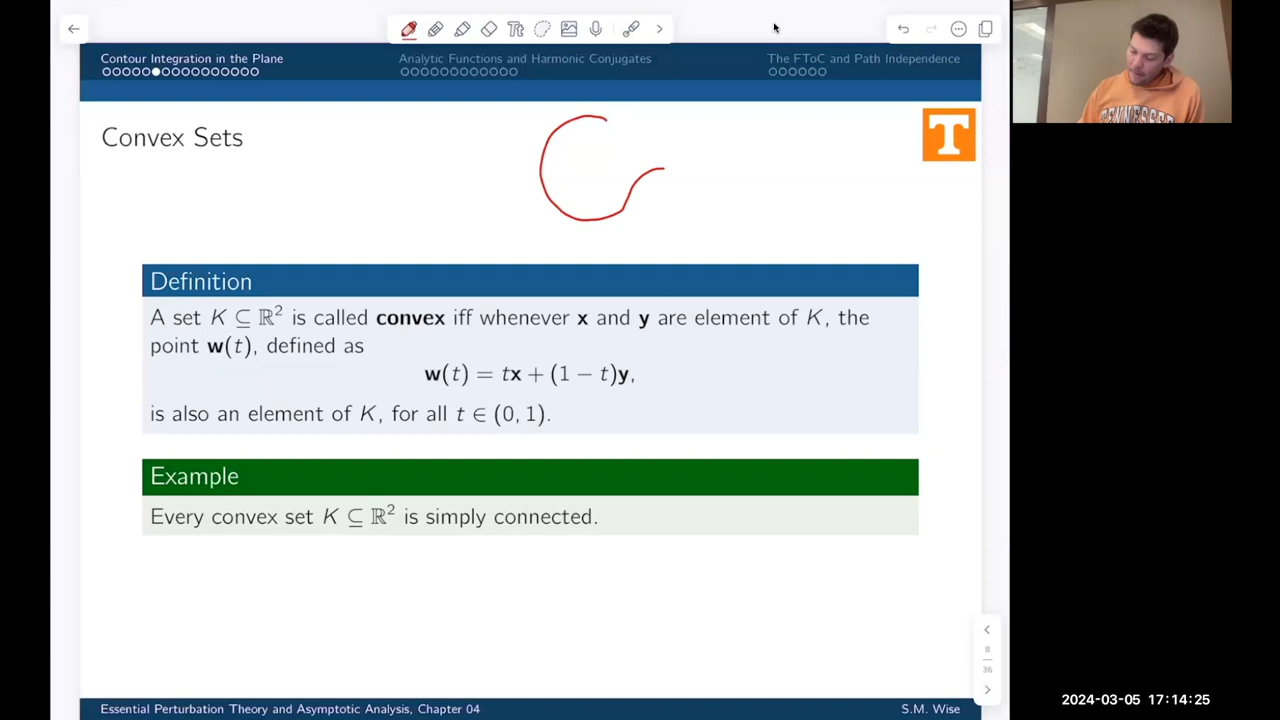 Contour Integration in the Plane
Analytic Functions and Harmonic Conjugates
The FToC and Path Independence
Convex Sets
T
TENNESSEE
Definition
A set K ⊆ ℝ² is called convex iff whenever x and y are element of K, the
point w(t), defined as
w(t) = tx + (1 − t)y,
is also an element of K, for all t ∈ (0, 1).
Example
Every convex set K ⊆ ℝ² is simply connected.
8
36
Essential Perturbation Theory and Asymptotic Analysis, Chapter 04
S.M. Wise
2024-03-05 17:14:25